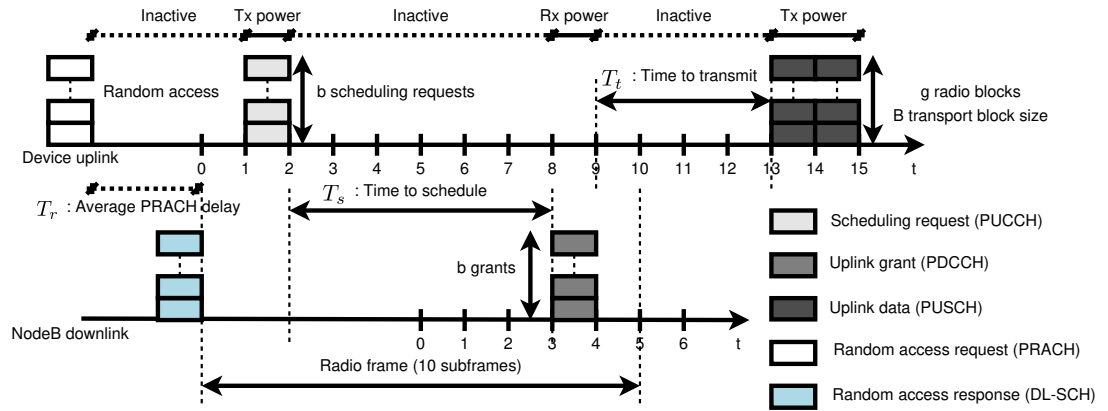 Inactive Tx power Inactive Rx power Inactive Tx power
Random access
b scheduling requests
T_t : Time to transmit
g radio blocks
B transport block size
Device uplink
0 1 2 3 4 5 6 7 8 9 10 11 12 13 14 15 t
T_r : Average PRACH delay
T_s : Time to schedule
b grants
NodeB downlink
0 1 2 3 4 5 6 t
Radio frame (10 subframes)
Scheduling request (PUCCH)
Uplink grant (PDCCH)
Uplink data (PUSCH)
Random access request (PRACH)
Random access response (DL-SCH)